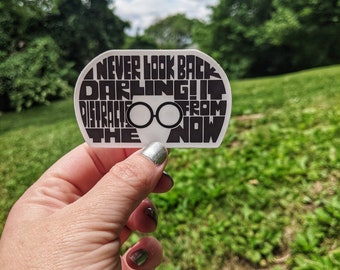 I NEVER LOOK BACK
DARLING! IT
DISTRACTS FROM
THE NOW